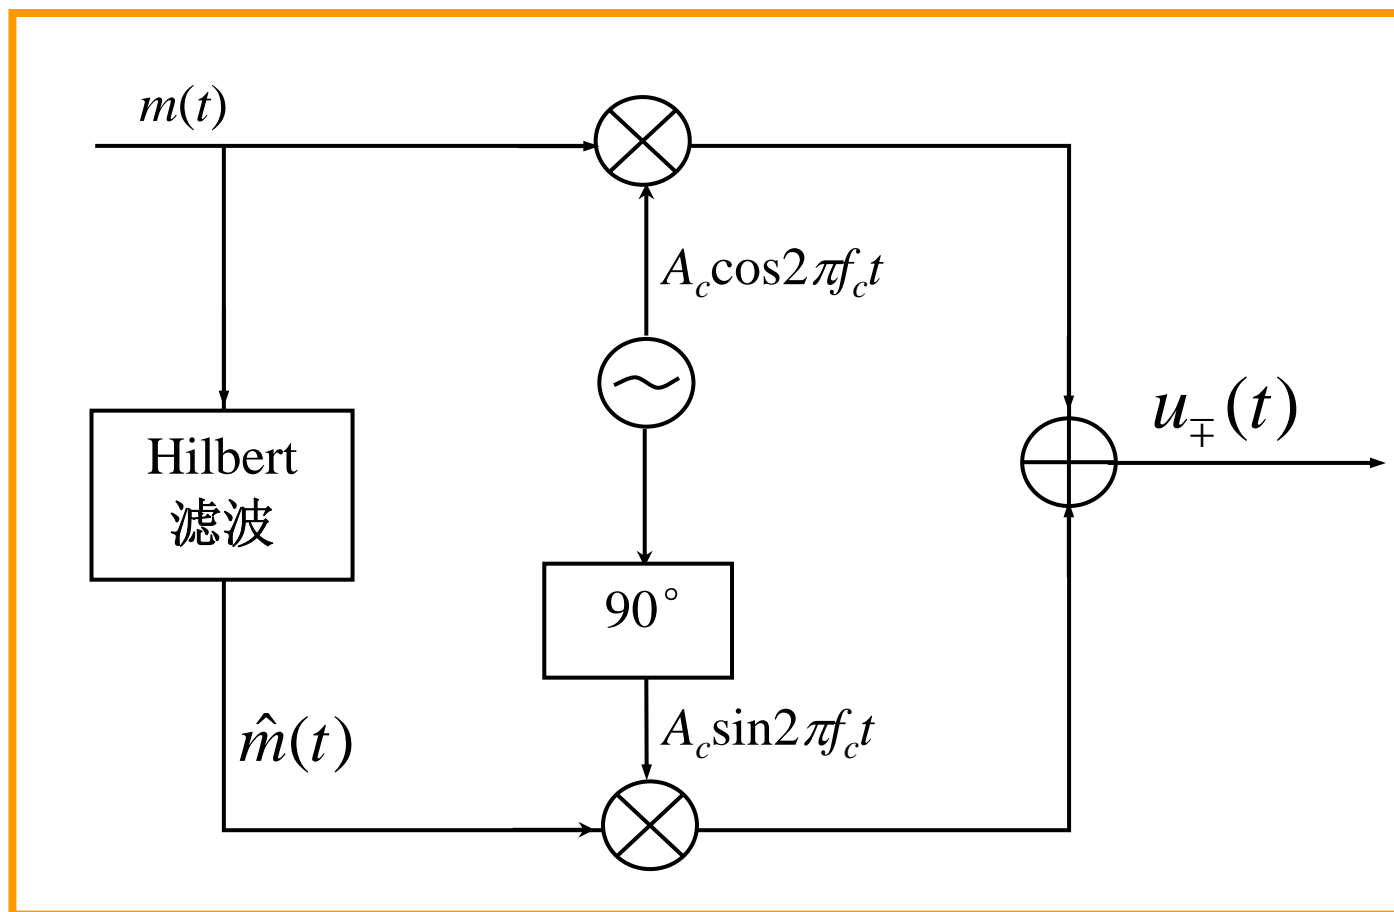 m(t)
A_c cos2πf_c t
u_∓(t)
Hilbert
滤波
90°
A_c sin2πf_c t
m̂(t)